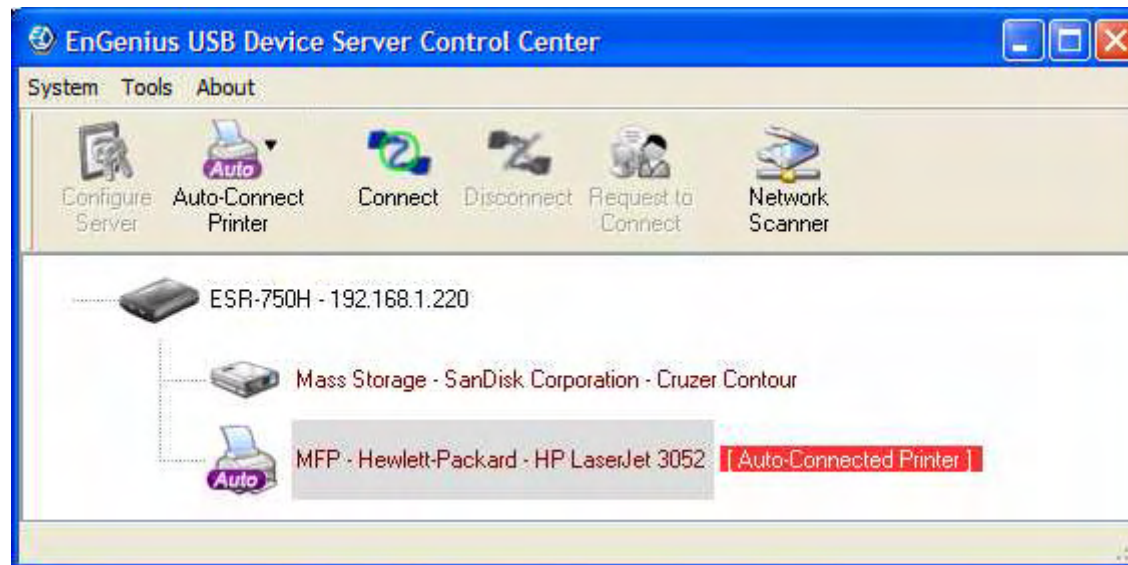 EnGenius USB Device Server Control Center
System Tools About
Auto
Configure Server
Auto-Connect Printer
Connect
Disconnect
Request to Connect
Network Scanner
ESR-750H - 192.168.1.220
Mass Storage - SanDisk Corporation - Cruzer Contour
Auto
MFP - Hewlett-Packard - HP LaserJet 3052 [ Auto-Connected Printer ]